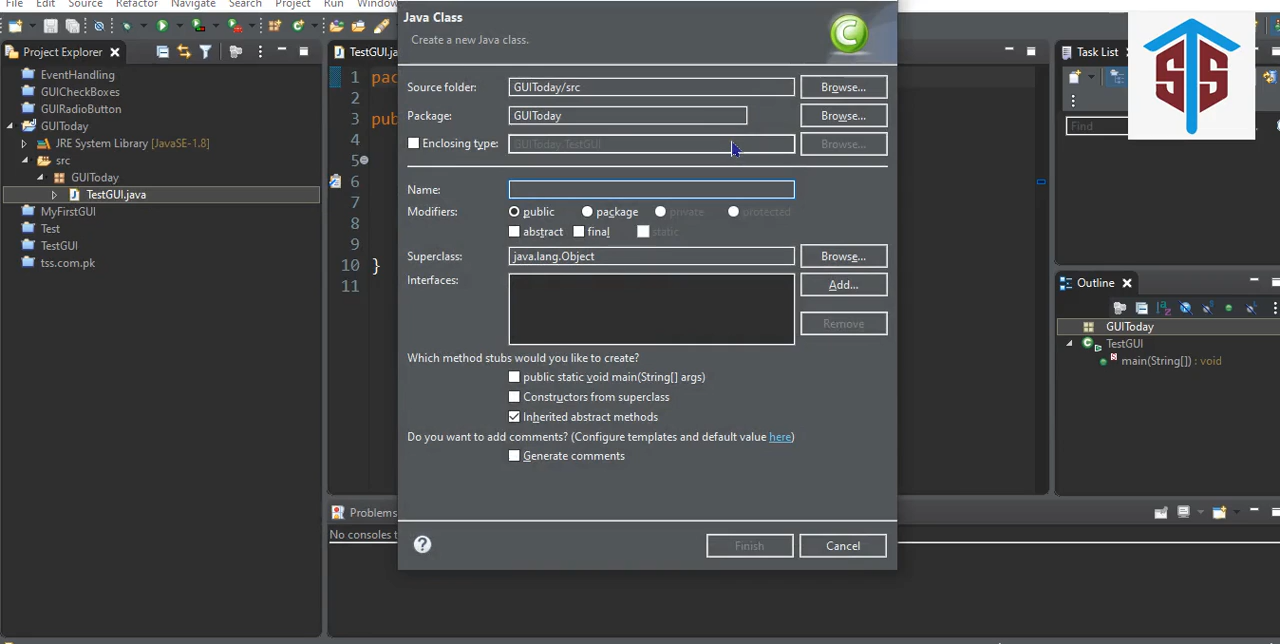 File Edit Source Refactor Navigate Search Project Run Window
Project Explorer
EventHandling
GUICheckBoxes
GUIRadioButton
GUIToday
JRE System Library [JavaSE-1.8]
src
GUIToday
TestGUI.java
MyFirstGUI
Test
TestGUI
tss.com.pk
TestGUI.ja
1 pac
2
3 pub
4
5
6
7
8
9
10 }
11
Java Class
Create a new Java class.
Source folder: GUIToday/src Browse...
Package: GUIToday Browse...
Enclosing type: GUIToday.TestGUI Browse...
Name:
Modifiers: public package private protected
abstract final static
Superclass: java.lang.Object Browse...
Interfaces: Add...
Remove
Which method stubs would you like to create?
public static void main(String[] args)
Constructors from superclass
Inherited abstract methods
Do you want to add comments? (Configure templates and default value here)
Generate comments
? Finish Cancel
Problems
No consoles t
Task List
Find
STS
Outline
GUIToday
TestGUI
main(String[]) : void